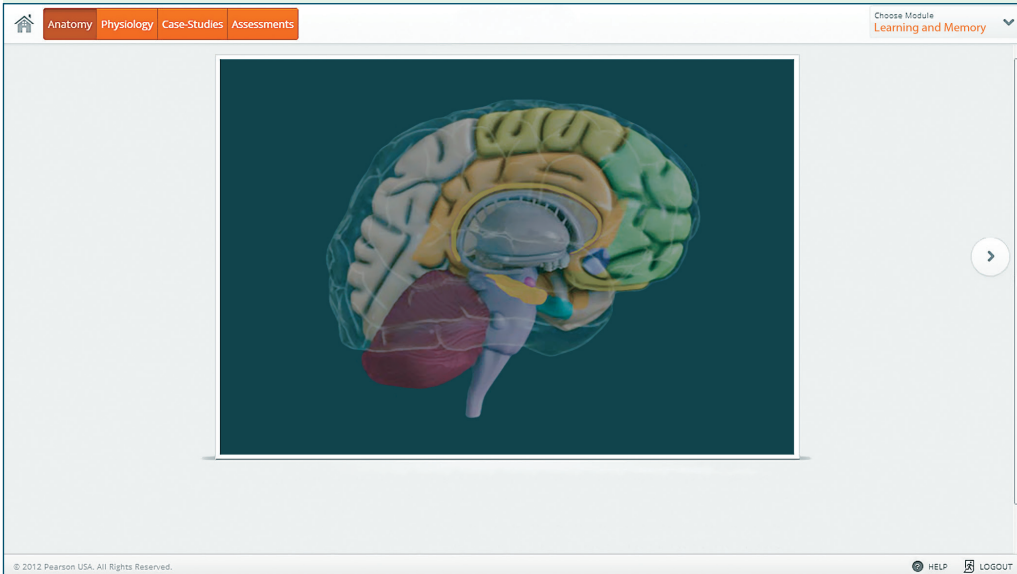 Anatomy Physiology Case-Studies Assessments
Choose Module
Learning and Memory
© 2012 Pearson USA. All Rights Reserved.
HELP LOGOUT